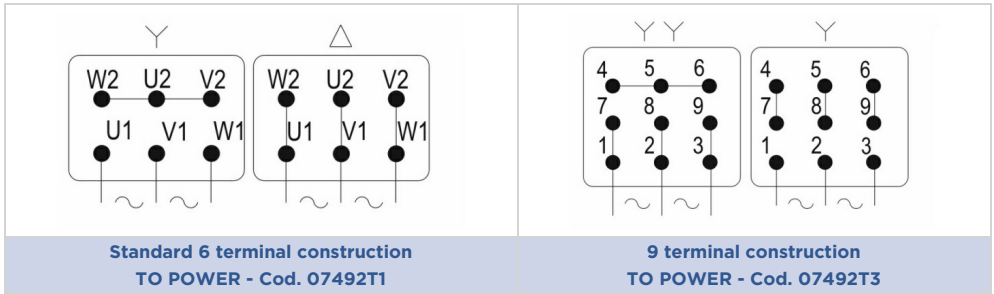 W2 U2 V2
U1 V1 W1
W2 U2 V2
U1 V1 W1
Standard 6 terminal construction
TO POWER - Cod. 07492T1
4 5 6
7 8 9
1 2 3
4 5 6
7 8 9
1 2 3
9 terminal construction
TO POWER - Cod. 07492T3